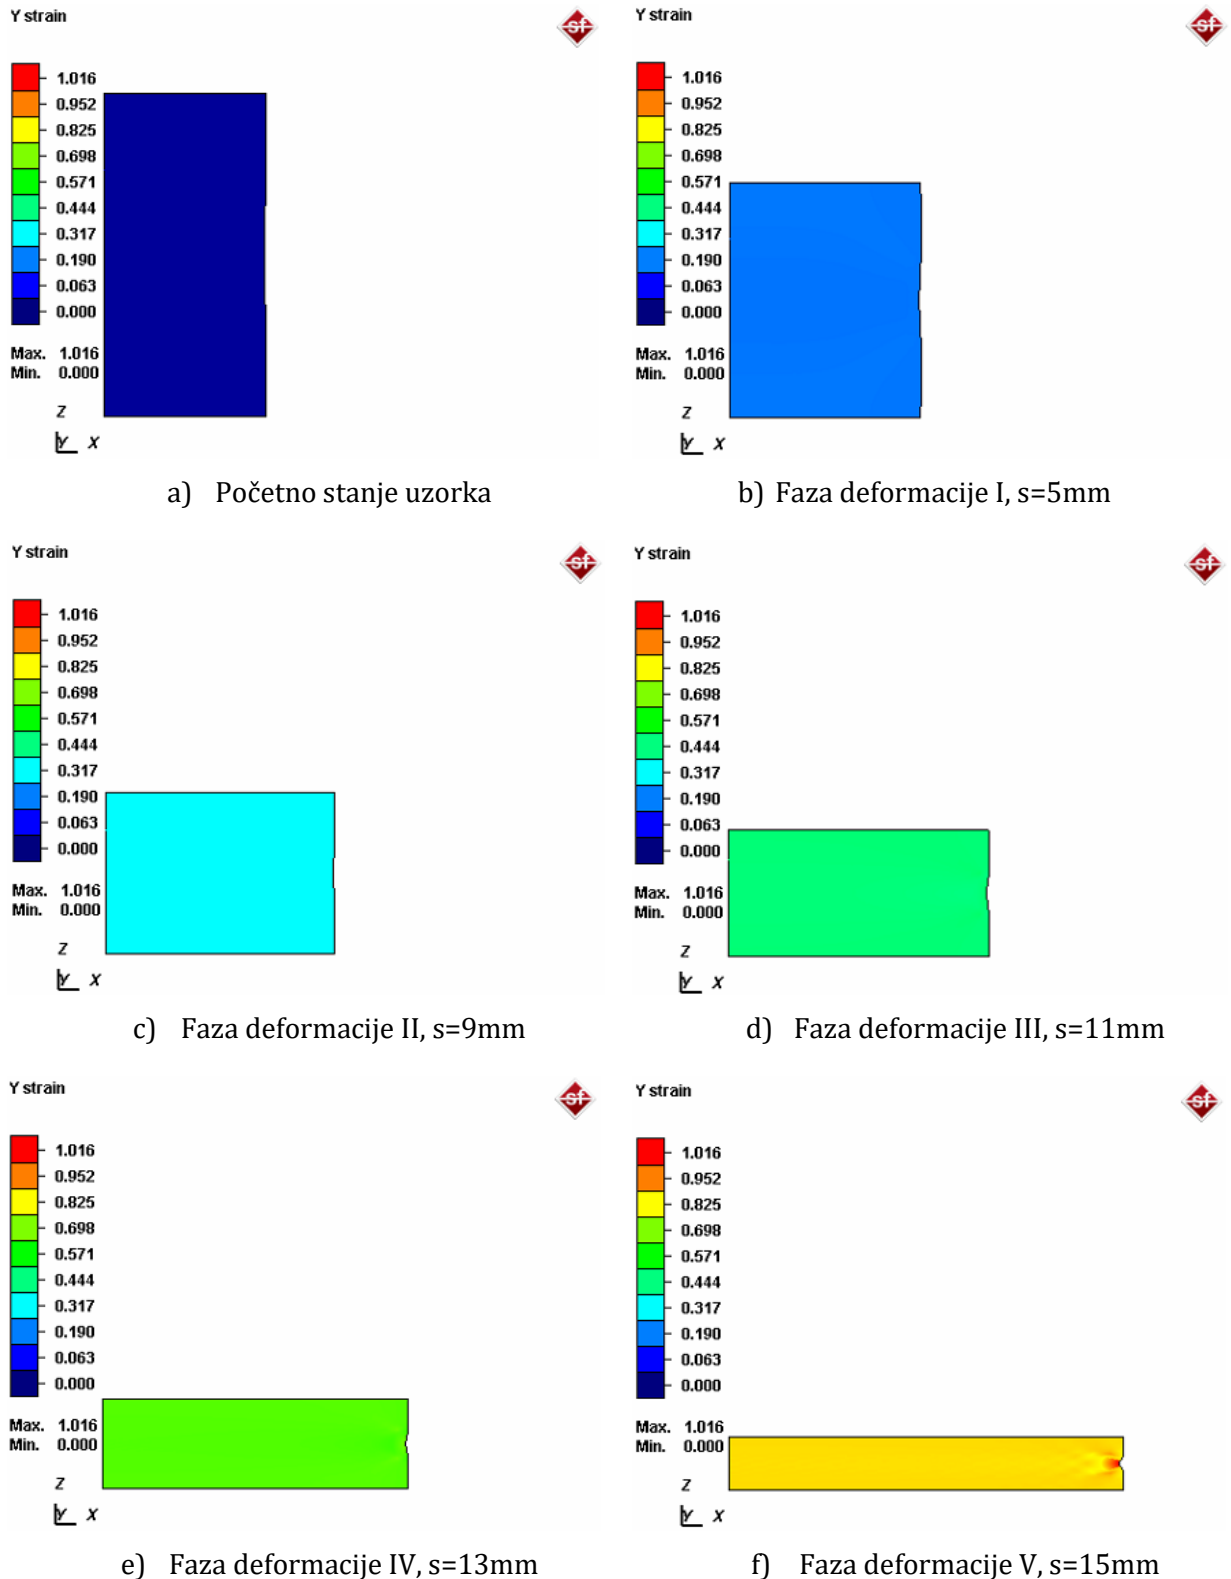 Y strain
sf
1.016
0.952
0.825
0.698
0.571
0.444
0.317
0.190
0.063
0.000
Max. 1.016
Min. 0.000
Z
Y X
a) Početno stanje uzorka
Y strain
sf
1.016
0.952
0.825
0.698
0.571
0.444
0.317
0.190
0.063
0.000
Max. 1.016
Min. 0.000
Z
Y X
b) Faza deformacije I, s=5mm
Y strain
sf
1.016
0.952
0.825
0.698
0.571
0.444
0.317
0.190
0.063
0.000
Max. 1.016
Min. 0.000
Z
Y X
c) Faza deformacije II, s=9mm
Y strain
sf
1.016
0.952
0.825
0.698
0.571
0.444
0.317
0.190
0.063
0.000
Max. 1.016
Min. 0.000
Z
Y X
d) Faza deformacije III, s=11mm
Y strain
sf
1.016
0.952
0.825
0.698
0.571
0.444
0.317
0.190
0.063
0.000
Max. 1.016
Min. 0.000
Z
Y X
e) Faza deformacije IV, s=13mm
Y strain
sf
1.016
0.952
0.825
0.698
0.571
0.444
0.317
0.190
0.063
0.000
Max. 1.016
Min. 0.000
Z
Y X
f) Faza deformacije V, s=15mm